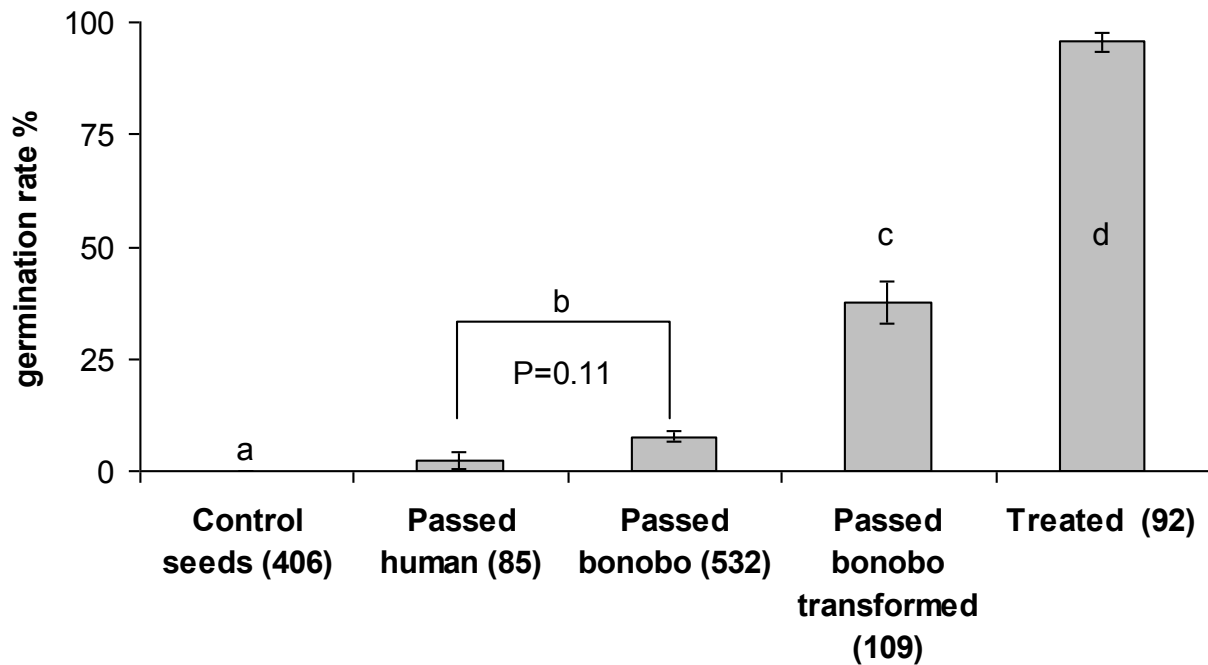 germination rate %
100
75
50
25
0
a
b
P=0.11
c
d
Control
seeds (406)
Passed
human (85)
Passed
bonobo (532)
Passed
bonobo
transformed
(109)
Treated (92)